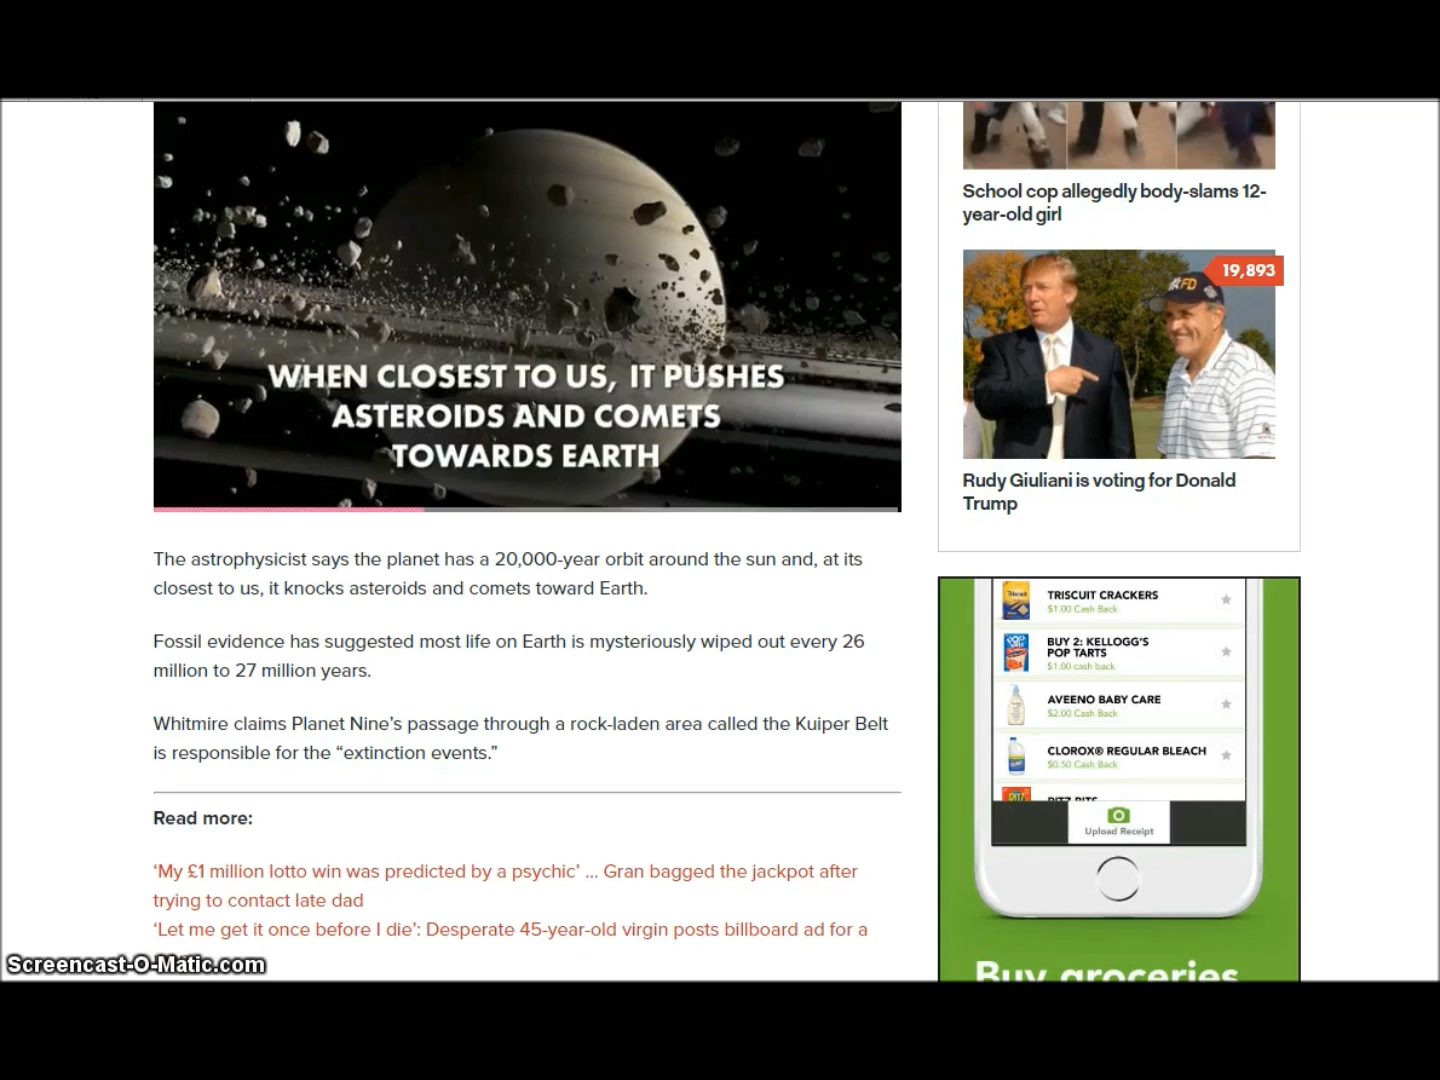 WHEN CLOSEST TO US, IT PUSHES
ASTEROIDS AND COMETS
TOWARDS EARTH
The astrophysicist says the planet has a 20,000-year orbit around the sun and, at its
closest to us, it knocks asteroids and comets toward Earth.
Fossil evidence has suggested most life on Earth is mysteriously wiped out every 26
million to 27 million years.
Whitmire claims Planet Nine’s passage through a rock-laden area called the Kuiper Belt
is responsible for the “extinction events.”
Read more:
‘My £1 million lotto win was predicted by a psychic’ ... Gran bagged the jackpot after
trying to contact late dad
‘Let me get it once before I die’: Desperate 45-year-old virgin posts billboard ad for a
Screencast-O-Matic.com
School cop allegedly body-slams 12-
year-old girl
19,893
FD
Rudy Giuliani is voting for Donald
Trump
TRISCUIT CRACKERS
$1.00 Cash Back
BUY 2: KELLOGG'S
POP TARTS
$1.00 cash back
AVEENO BABY CARE
$2.00 Cash Back
CLOROX® REGULAR BLEACH
$0.50 Cash Back
RITZ BITS
Upload Receipt
Buy groceries